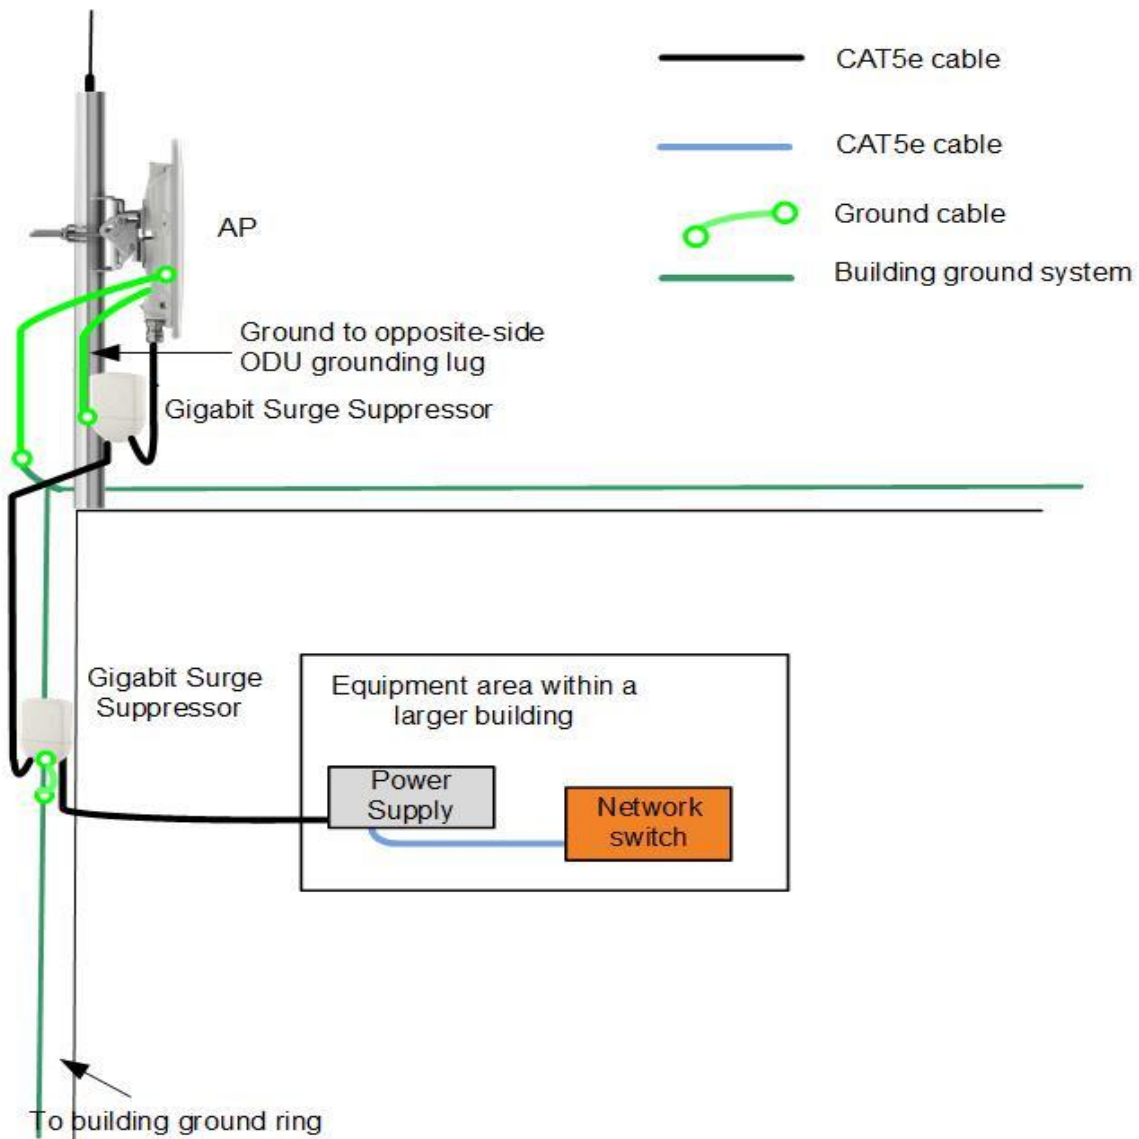 CAT5e cable
CAT5e cable
Ground cable
Building ground system
AP
Ground to opposite-side
ODU grounding lug
Gigabit Surge Suppressor
Gigabit Surge
Suppressor
Equipment area within a
larger building
Power
Supply
Network
switch
To building ground ring